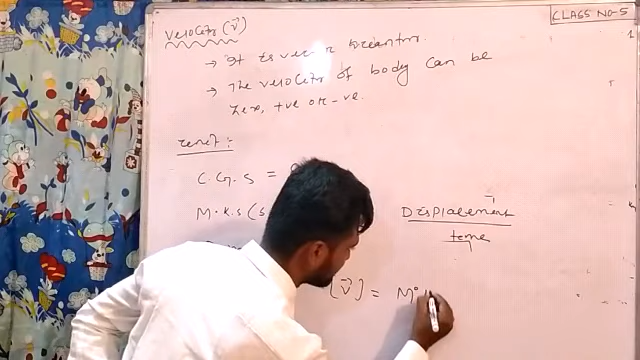 CLASS NO-5
Velocity (v⃗)
→ It is vector
→ The velocity of body can be
zero, +ve or -ve.
Unit :-
C.G.S =
M.K.S (S
Displacement
time
[v⃗] = M°